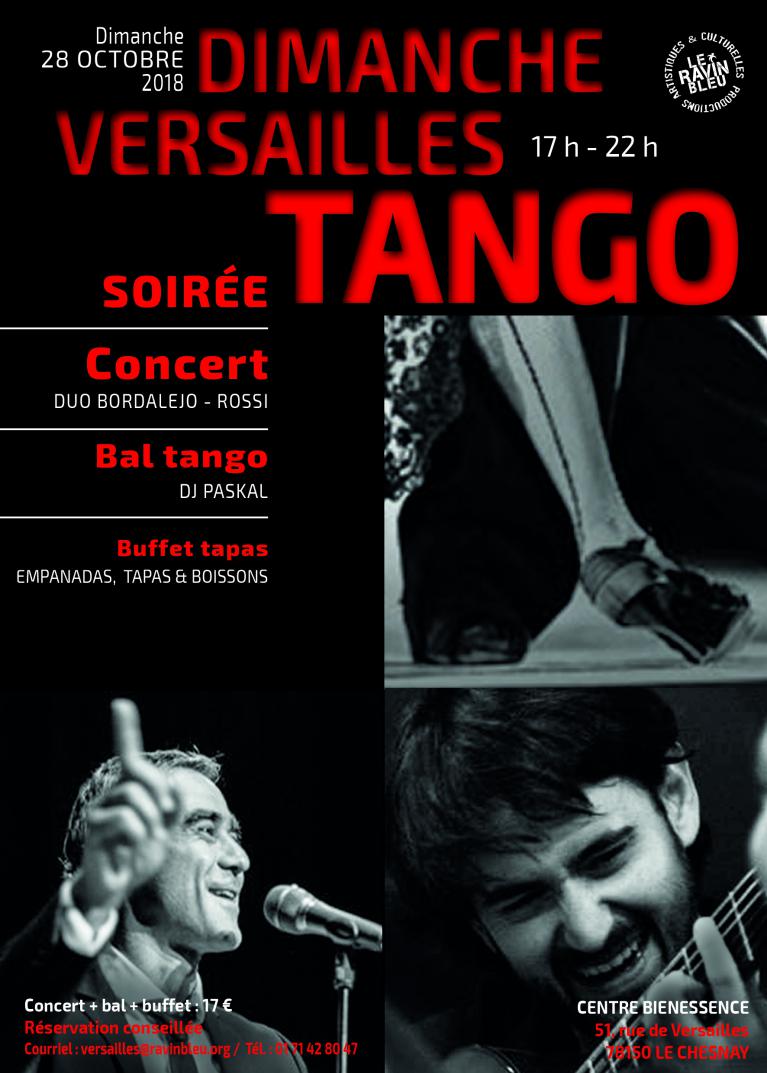 Dimanche
28 OCTOBRE
2018
DIMANCHE
VERSAILLES
17 h - 22 h
TANGO
ARTISTIQUES & CULTURELLES PRODUCTIONS
LE
RAVIN
BLEU
SOIRÉE
Concert
DUO BORDALEJO - ROSSI
Bal tango
DJ PASKAL
Buffet tapas
EMPANADAS, TAPAS & BOISSONS
Concert + bal + buffet : 17 €
Réservation conseillée
Courriel : versailles@ravinbleu.org / Tél. : 01 71 42 80 47
CENTRE BIENESSENCE
51, rue de Versailles
78150 LE CHESNAY